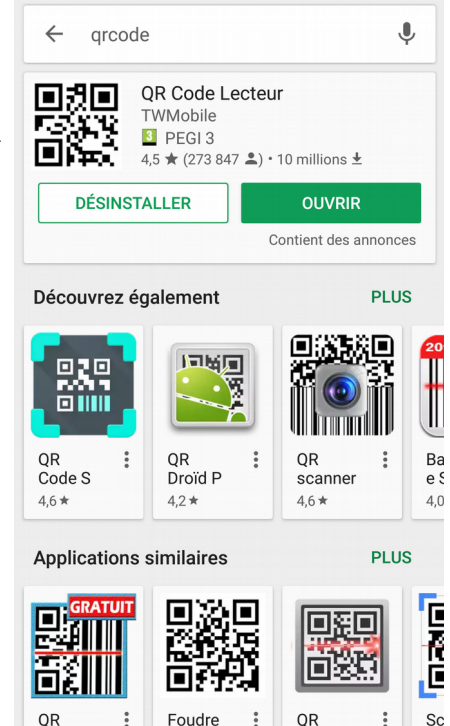 qrcode
QR Code Lecteur
TWMobile
3 PEGI 3
4,5 ★ (273 847 ) • 10 millions
DÉSINSTALLER
OUVRIR
Contient des annonces
Découvrez également
PLUS
QR
Code S
4,6 ★
QR
Droïd P
4,2 ★
QR
scanner
4,6 ★
20
Ba
e S
4,0
Applications similaires
PLUS
GRATUIT
QR
Foudre
QR
Sc